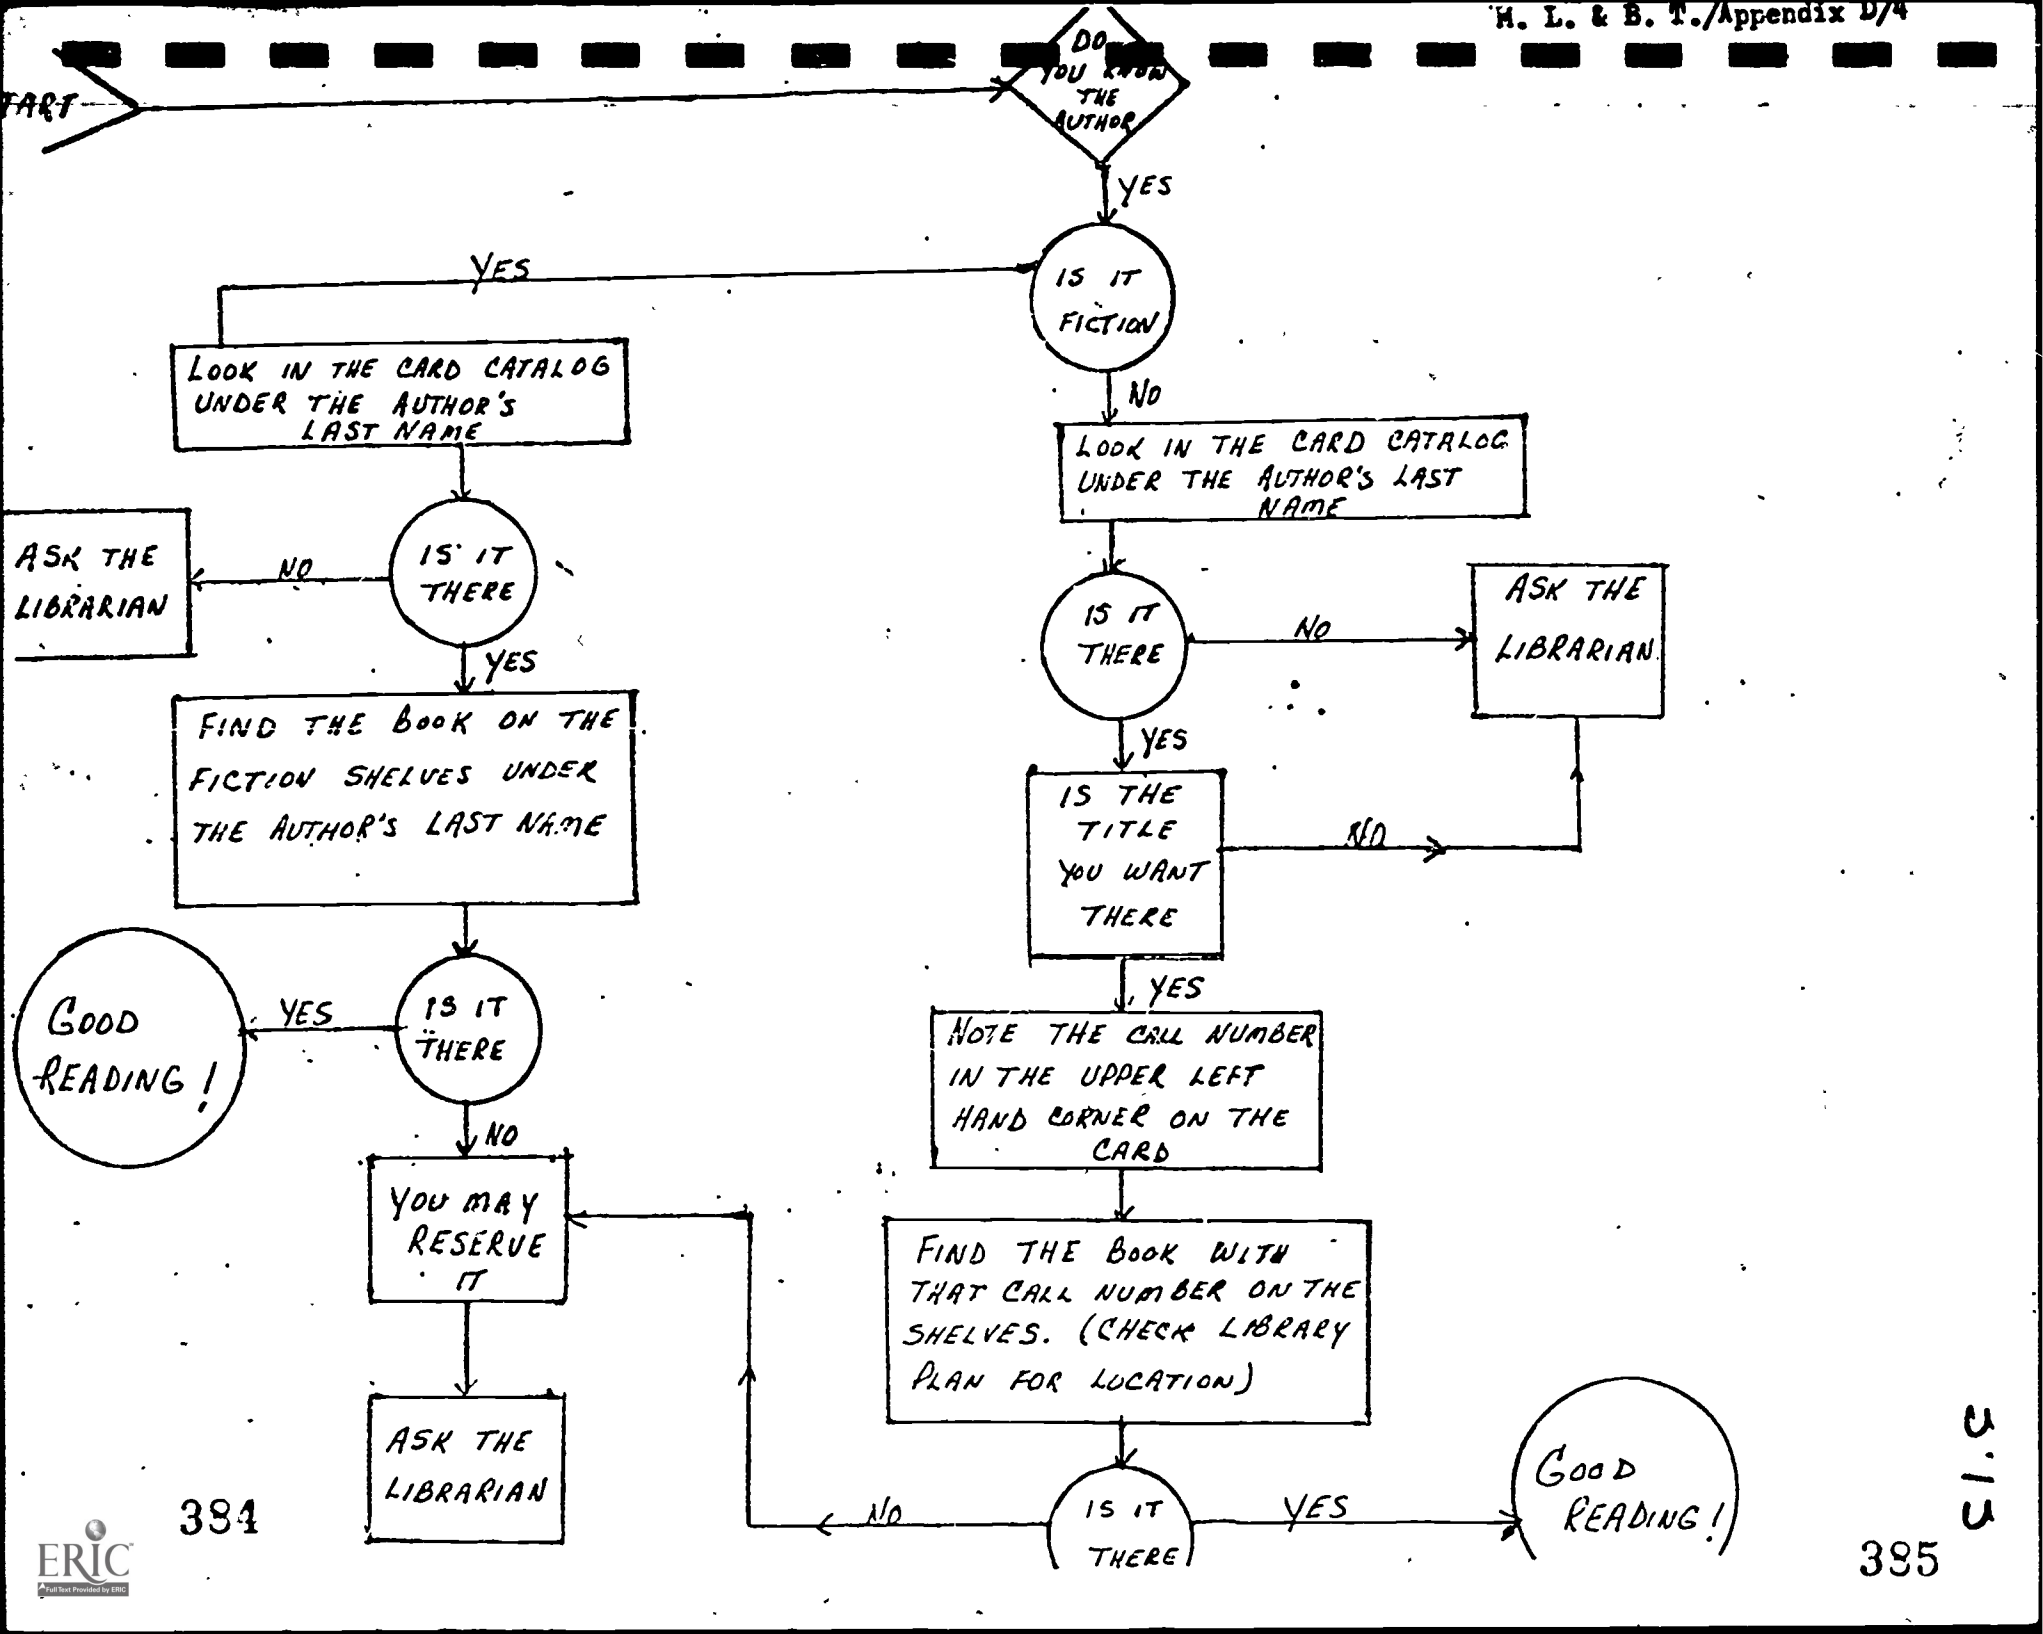 H. L. & B. T./Appendix D/4
TART
DO
YOU KNOW
THE
AUTHOR
YES
YES
IS IT
FICTION
NO
LOOK IN THE CARD CATALOG
UNDER THE AUTHOR'S
LAST NAME
LOOK IN THE CARD CATALOG
UNDER THE AUTHOR'S LAST
NAME
ASK THE
LIBRARIAN
NO
IS IT
THERE
YES
IS IT
THERE
NO
ASK THE
LIBRARIAN
YES
FIND THE BOOK ON THE
FICTION SHELVES UNDER
THE AUTHOR'S LAST NAME
IS THE
TITLE
YOU WANT
THERE
NO
YES
GOOD
READING!
YES
IS IT
THERE
NO
NOTE THE CALL NUMBER
IN THE UPPER LEFT
HAND CORNER ON THE
CARD
YOU MAY
RESERVE
IT
FIND THE BOOK WITH
THAT CALL NUMBER ON THE
SHELVES. (CHECK LIBRARY
PLAN FOR LOCATION)
ASK THE
LIBRARIAN
NO
IS IT
THERE
YES
GOOD
READING!
384
385
ERIC
Full Text Provided by ERIC